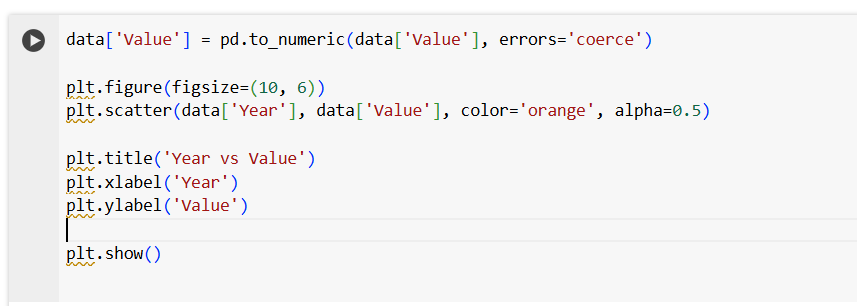 data['Value'] = pd.to_numeric(data['Value'], errors='coerce')
plt.figure(figsize=(10, 6))
plt.scatter(data['Year'], data['Value'], color='orange', alpha=0.5)
plt.title('Year vs Value')
plt.xlabel('Year')
plt.ylabel('Value')
plt.show()